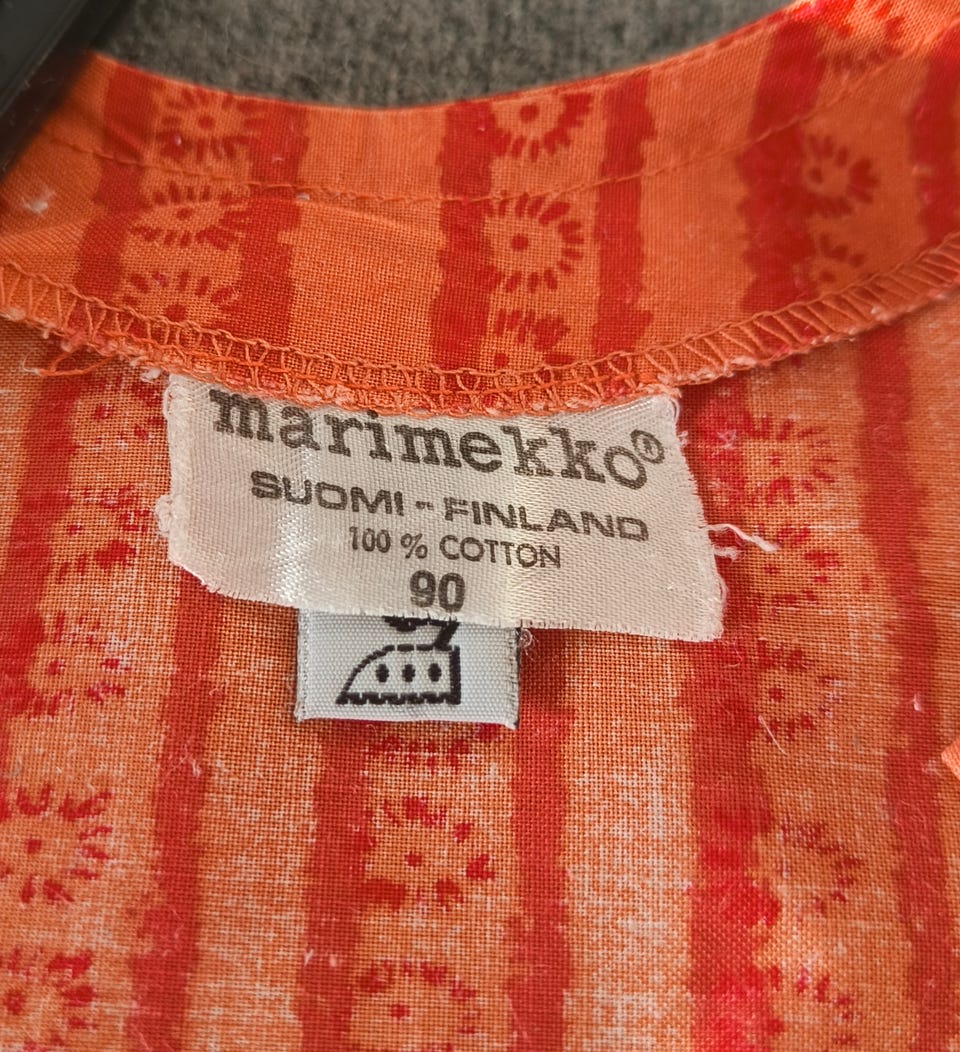 marimekko®
SUOMI - FINLAND
100 % COTTON
90